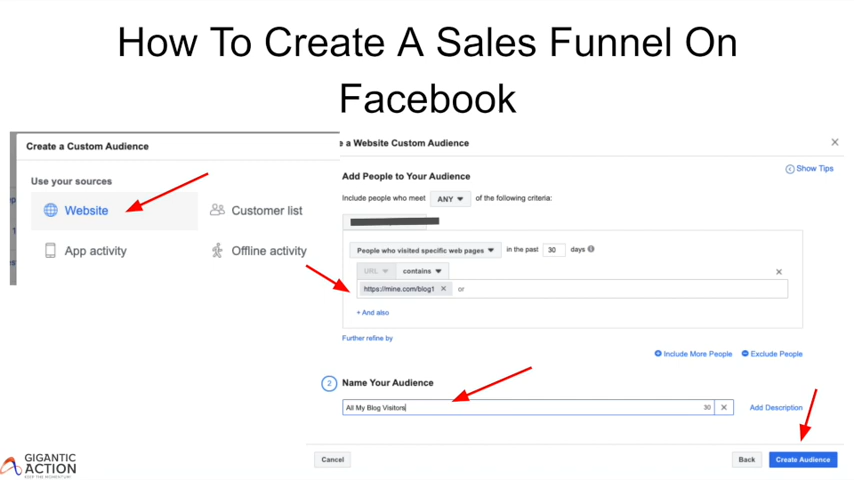 How To Create A Sales Funnel On
Facebook
Create a Custom Audience
Use your sources
Website
Customer list
App activity
Offline activity
e a Website Custom Audience
Add People to Your Audience
Show Tips
Include people who meet ANY of the following criteria:
People who visited specific web pages in the past 30 days
URL contains
https://mine.com/blog1 or
+ And also
Further refine by
Include More People Exclude People
2 Name Your Audience
All My Blog Visitors 30 Add Description
Cancel Back Create Audience
GIGANTIC
ACTION
KEEP THE MOMENTUM